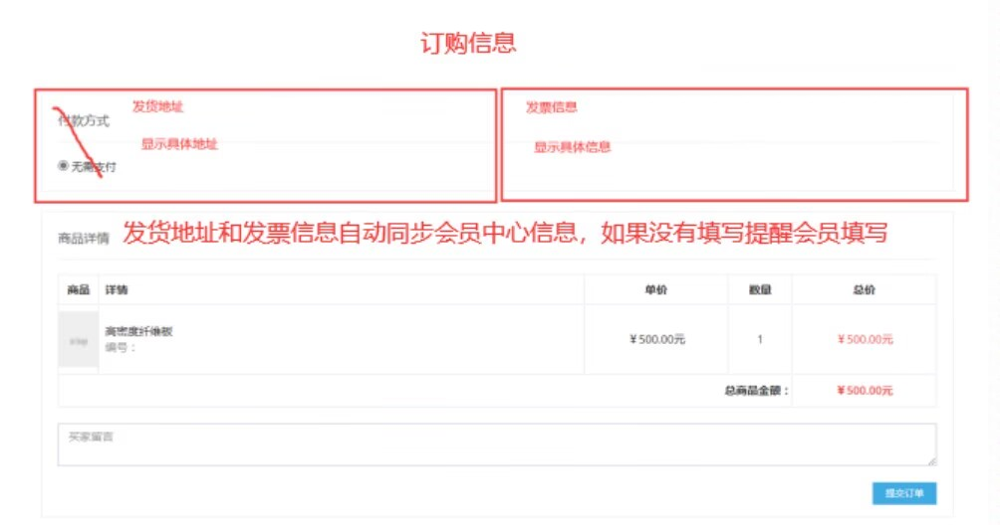 订购信息
发货地址
付款方式
显示具体地址
无需支付
发票信息
显示具体信息
商品详情
发货地址和发票信息自动同步会员中心信息，如果没有填写提醒会员填写
商品 详情 单价 数量 总价
高密度纤维板
编号：
￥500.00元 1 ￥500.00元
总商品金额： ￥500.00元
买家留言
提交订单